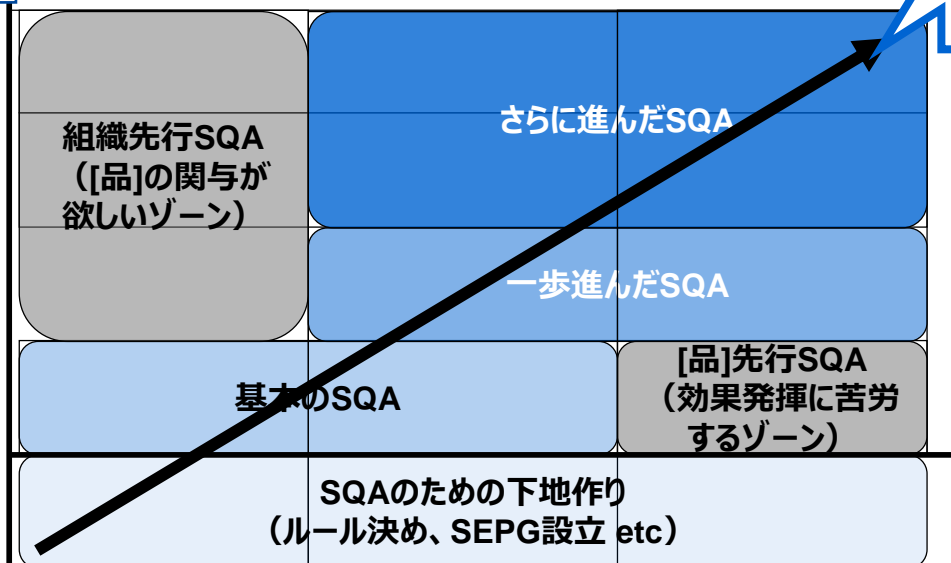 組織先行SQA
（[品]の関与が
欲しいゾーン）
さらに進んだSQA
一歩進んだSQA
基本のSQA
[品]先行SQA
（効果発揮に苦労
するゾーン）
SQAのための下地作り
（ルール決め、SEPG設立 etc）